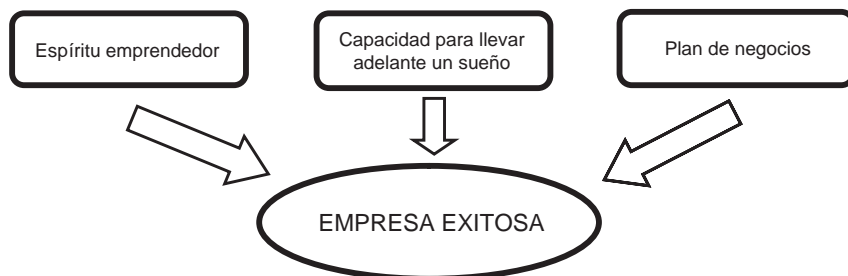 Espíritu emprendedor
Capacidad para llevar
adelante un sueño
Plan de negocios
EMPRESA EXITOSA